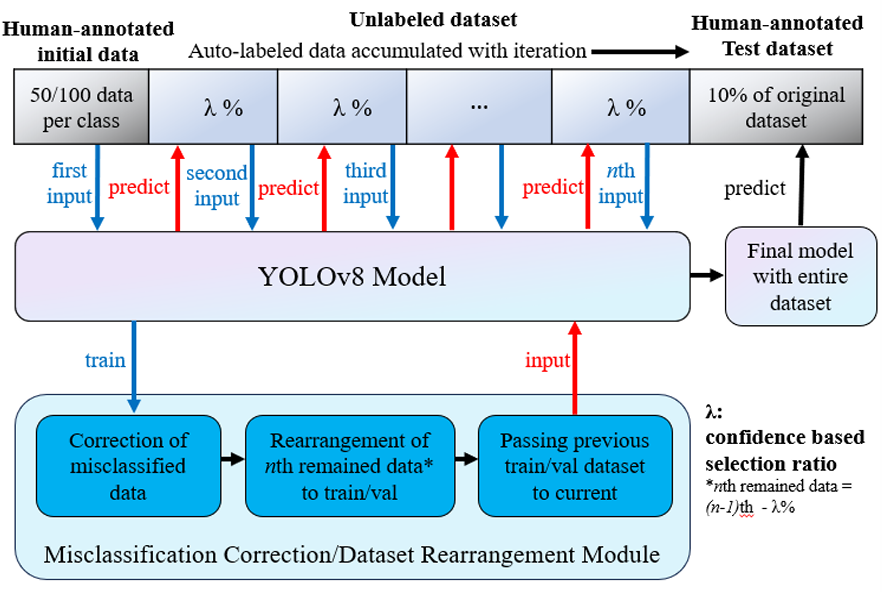 Human-annotated
initial data
Unlabeled dataset
Auto-labeled data accumulated with iteration
Human-annotated
Test dataset
50/100 data
per class
λ %
λ %
...
λ %
10% of original
dataset
first
input
predict
second
input
predict
third
input
predict
nth
input
predict
YOLOv8 Model
Final model
with entire
dataset
train
input
Correction of
misclassified
data
Rearrangement of
nth remained data*
to train/val
Passing previous
train/val dataset
to current
Misclassification Correction/Dataset Rearrangement Module
λ:
confidence based
selection ratio
*nth remained data =
(n-1)th - λ%